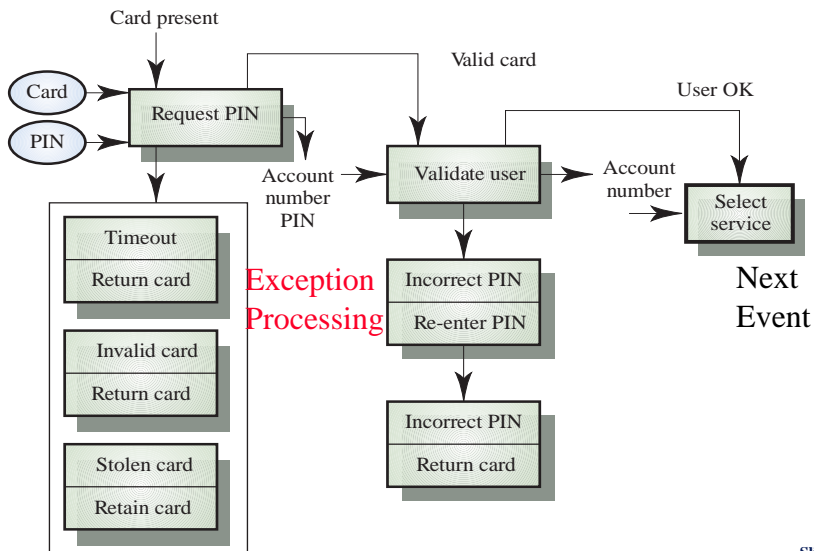 Card present
Valid card
User OK
Card
PIN
Request PIN
Account
number
PIN
Validate user
Account
number
Select
service
Timeout
Return card
Exception
Processing
Incorrect PIN
Re-enter PIN
Next
Event
Invalid card
Return card
Incorrect PIN
Return card
Stolen card
Retain card